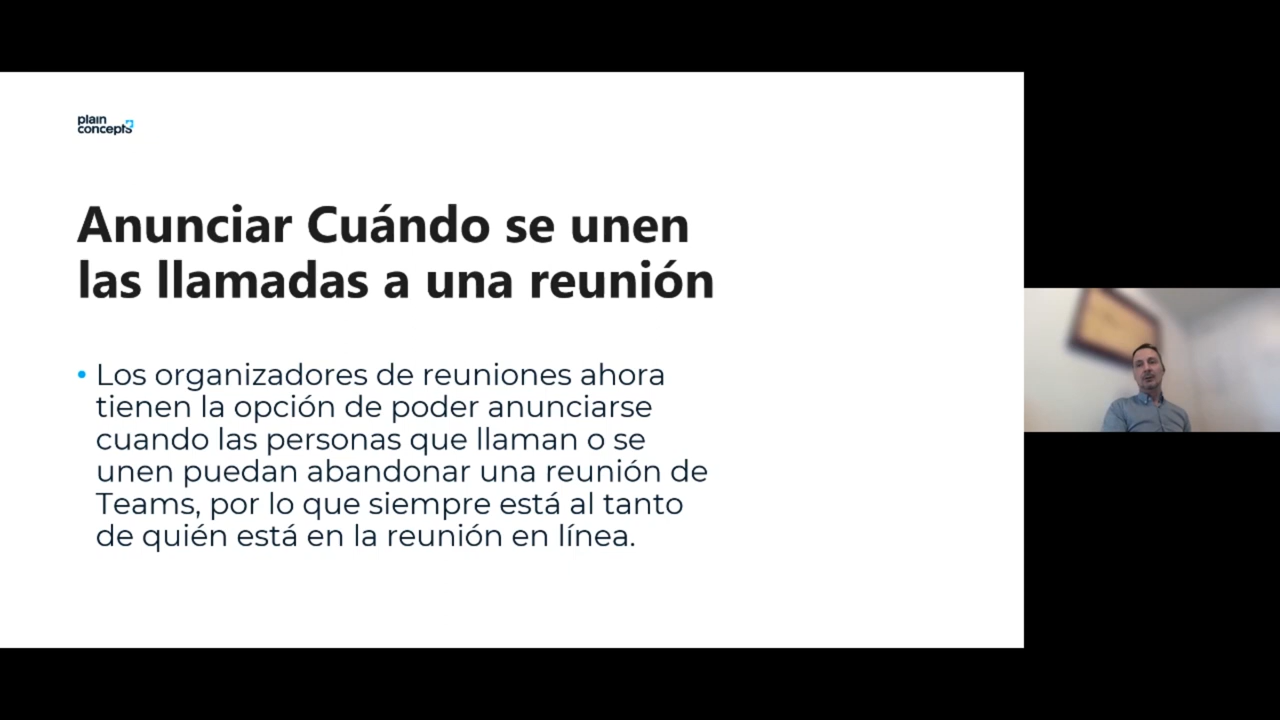 plain
concepts
Anunciar Cuándo se unen
las llamadas a una reunión
• Los organizadores de reuniones ahora
tienen la opción de poder anunciarse
cuando las personas que llaman o se
unen puedan abandonar una reunión de
Teams, por lo que siempre está al tanto
de quién está en la reunión en línea.